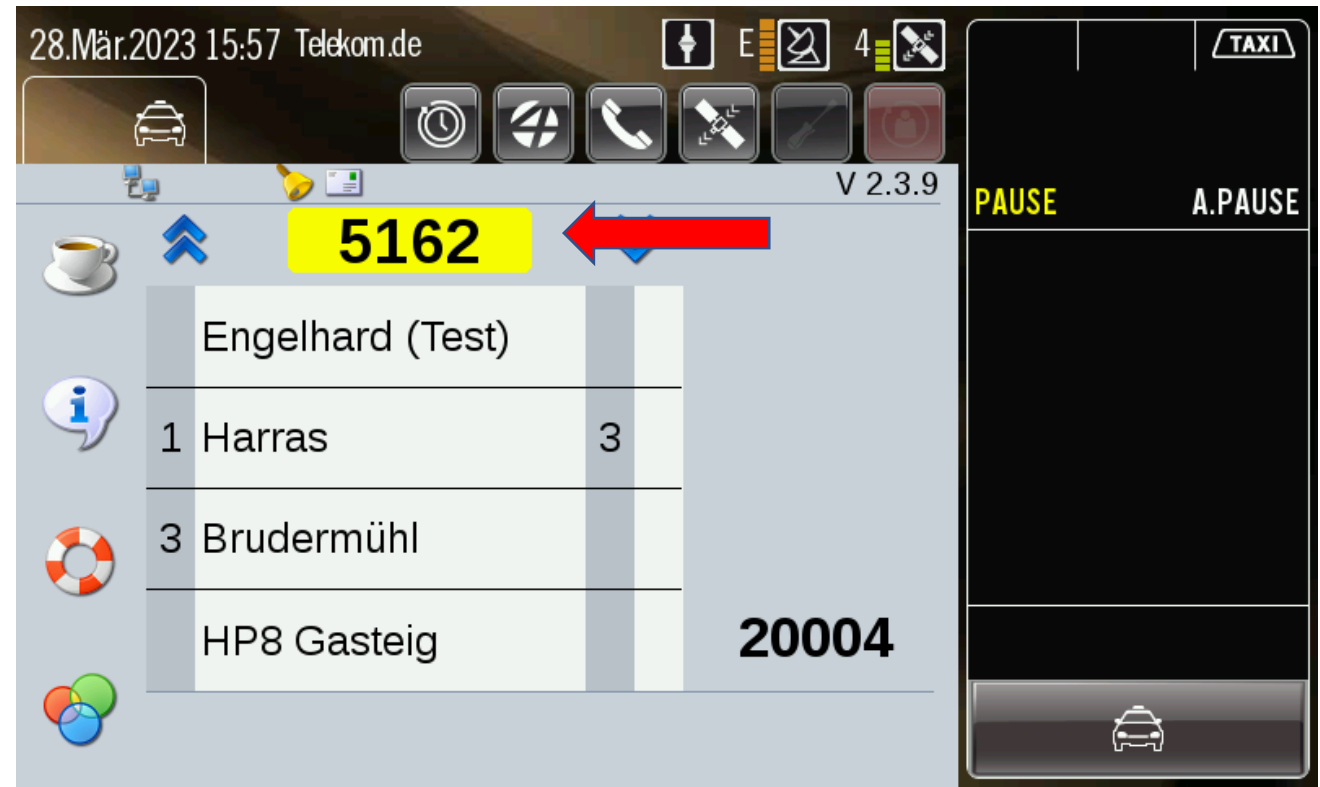 28.Mär.2023 15:57 Telekom.de E 4 TAXI
V 2.3.9
PAUSE A.PAUSE
5162
Engelhard (Test)
1 Harras 3
3 Brudermühl
HP8 Gasteig 20004